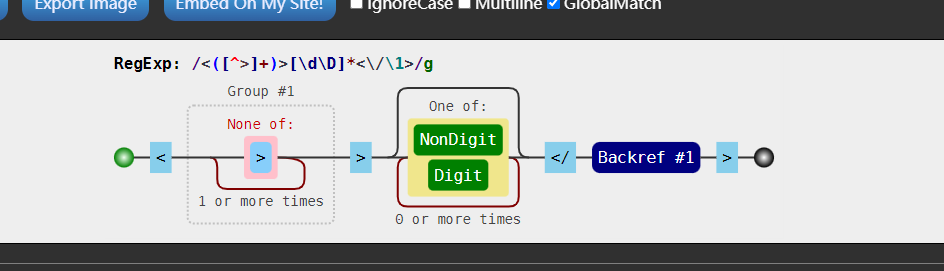 Export Image Embed On My Site! IgnoreCase Multiline GlobalMatch
RegExp: /<([^>]+)>[\d\D]*<\/\1>/g
Group #1
One of:
None of:
NonDigit
< > > </ Backref #1 >
Digit
1 or more times
0 or more times